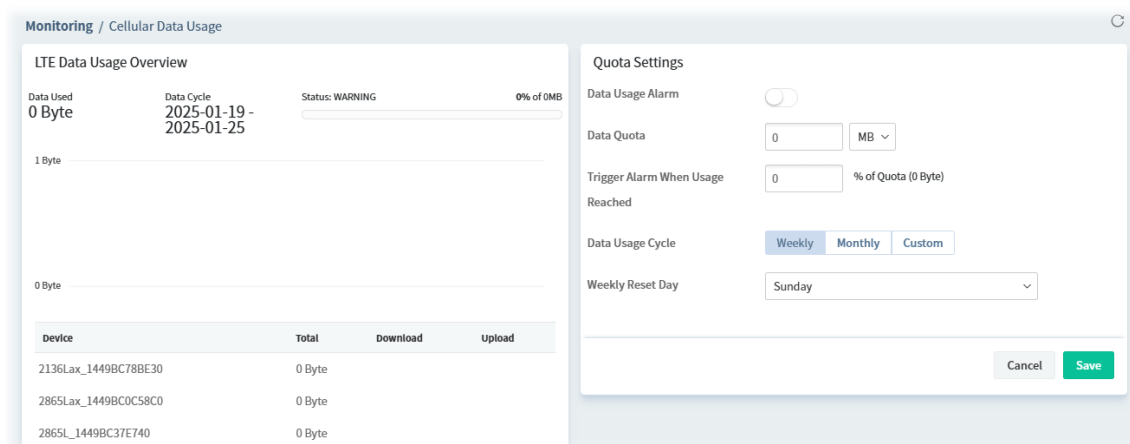 Monitoring / Cellular Data Usage
LTE Data Usage Overview
Data Used
0 Byte
Data Cycle
2025-01-19 -
2025-01-25
Status: WARNING
0% of 0MB
1 Byte
0 Byte
Device Total Download Upload
2136Lax_1449BC78BE30 0 Byte
2865Lax_1449BC0C58C0 0 Byte
2865L_1449BC37E740 0 Byte
Quota Settings
Data Usage Alarm
Data Quota 0 MB
Trigger Alarm When Usage
Reached
0 % of Quota (0 Byte)
Data Usage Cycle Weekly Monthly Custom
Weekly Reset Day Sunday
Cancel Save